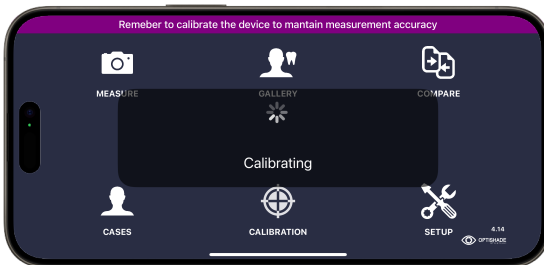 Remeber to calibrate the device to mantain measurement accuracy
MEASURE
GALLERY
COMPARE
Calibrating
CASES
CALIBRATION
SETUP
4.14
OPTISHADE